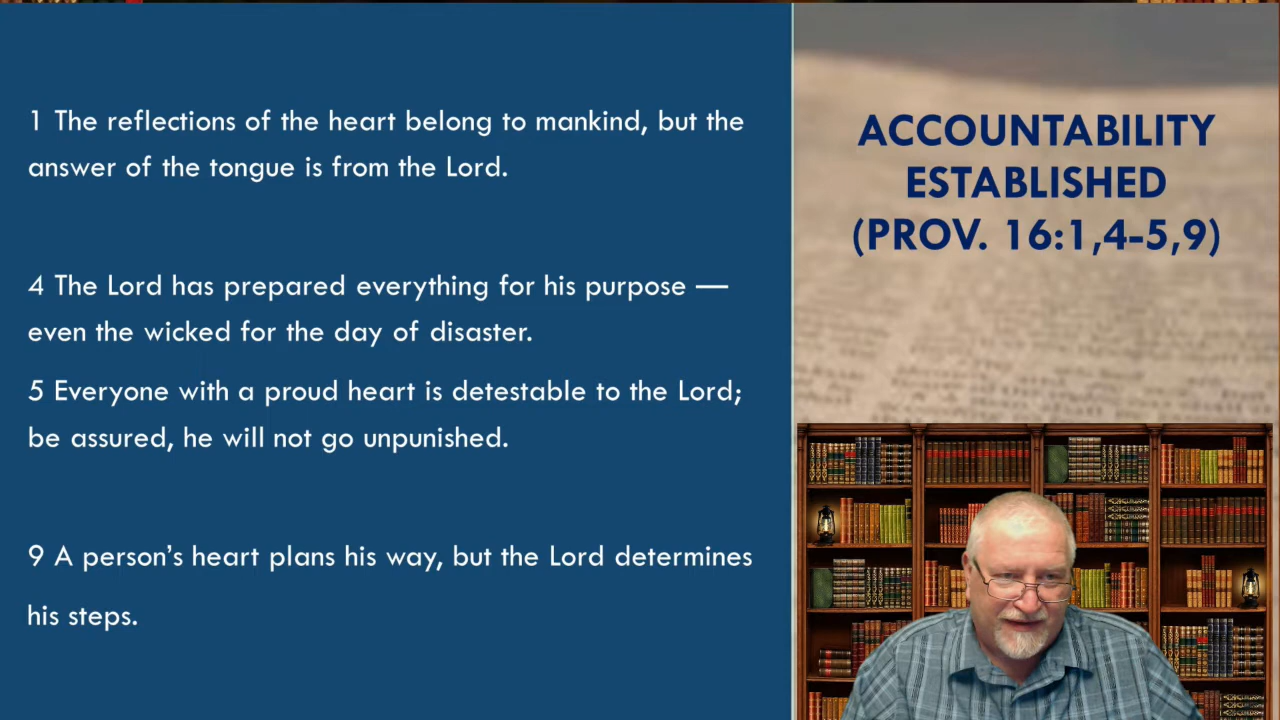 1 The reflections of the heart belong to mankind, but the
answer of the tongue is from the Lord.
4 The Lord has prepared everything for his purpose —
even the wicked for the day of disaster.
5 Everyone with a proud heart is detestable to the Lord;
be assured, he will not go unpunished.
9 A person’s heart plans his way, but the Lord determines
his steps.
ACCOUNTABILITY
ESTABLISHED
(PROV. 16:1,4-5,9)